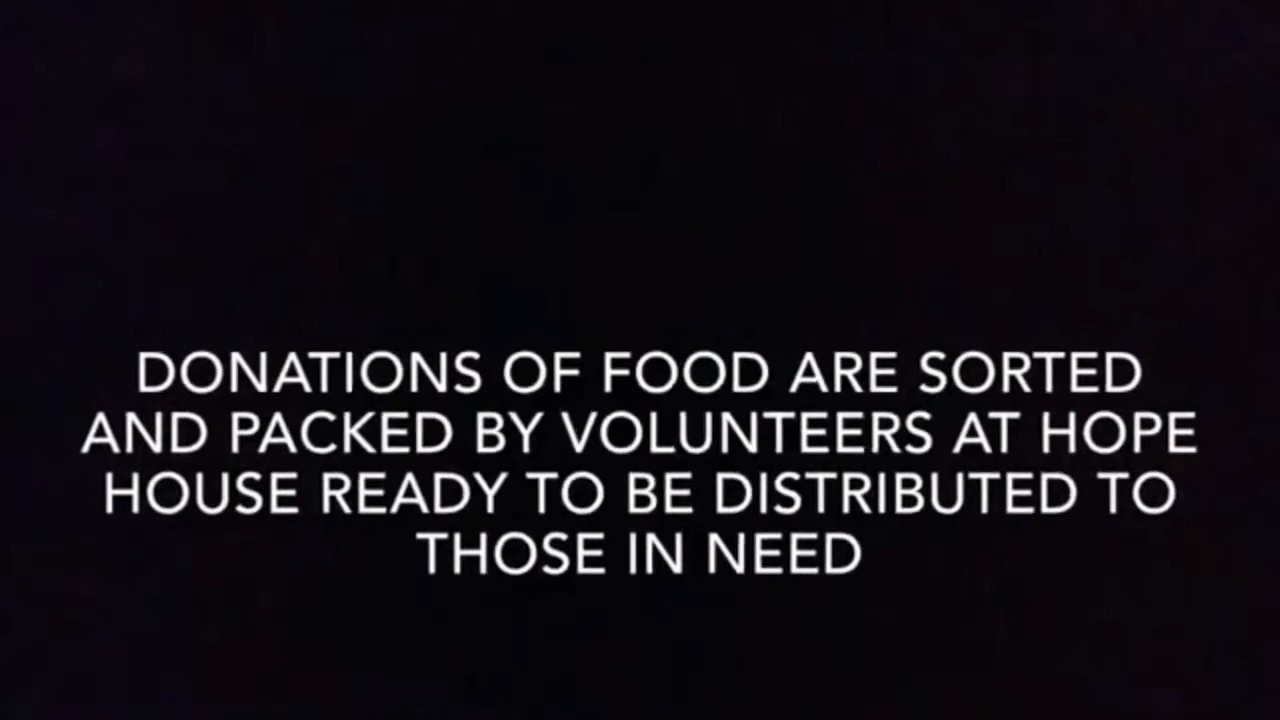 DONATIONS OF FOOD ARE SORTED
AND PACKED BY VOLUNTEERS AT HOPE
HOUSE READY TO BE DISTRIBUTED TO
THOSE IN NEED